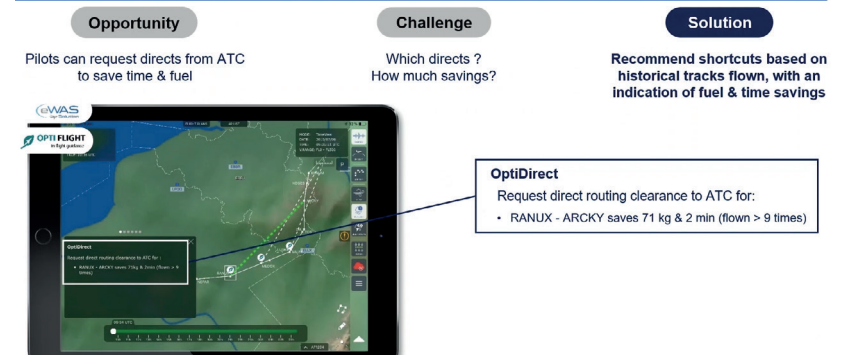 Opportunity
Challenge
Solution
Pilots can request directs from ATC
to save time & fuel
Which directs ?
How much savings?
Recommend shortcuts based on
historical tracks flown, with an
indication of fuel & time savings
eWAS
OPTI FLIGHT
in flight guidance
OptiDirect
Request direct routing clearance to ATC for :
• RANUX - ARCKY saves 71kg & 2min (flown > 9
times)
OptiDirect
Request direct routing clearance to ATC for:
• RANUX - ARCKY saves 71 kg & 2 min (flown > 9 times)